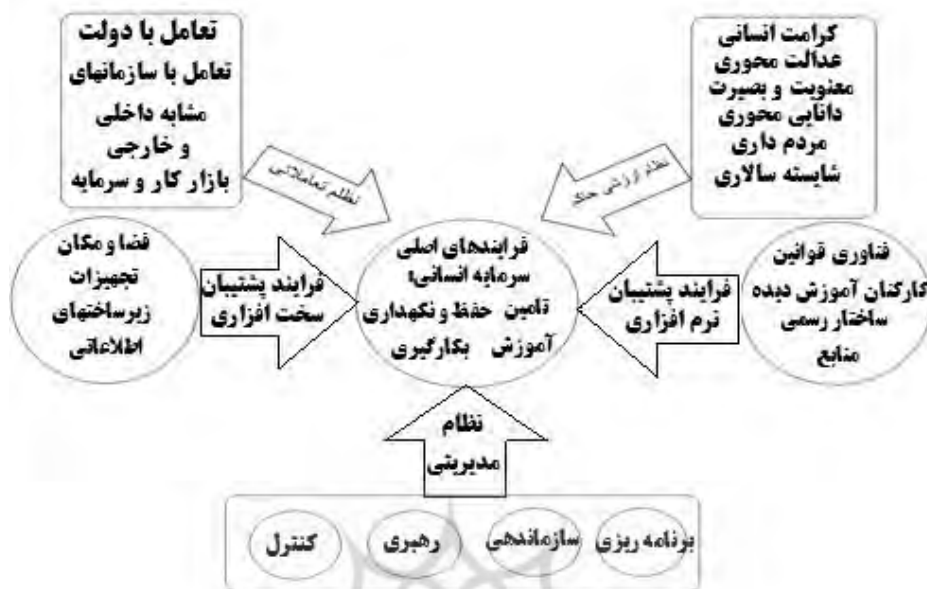 کرامت انسانی
عدالت محوری
معنویت و بصیرت
دانایی محوری
مردم داری
شایسته سالاری
تعامل با دولت
تعامل با سازمانهای
مشابه داخلی
و خارجی
بازار کار و سرمایه
نظام ارزشی حاکم
نظام تعاملاتی
فناوری قوانین
کارکنان آموزش دیده
ساختار رسمی
منابع
فرایند پشتیبان
نرم افزاری
فرایندهای اصلی
سرمایه انسانی؛
تامین حفظ و نگهداری
آموزش بکارگیری
فرایند پشتیبان
سخت افزاری
فضا و مکان
تجهیزات
زیرساختهای
اطلاعاتی
نظام
مدیریتی
برنامه ریزی
سازماندهی
رهبری
کنترل